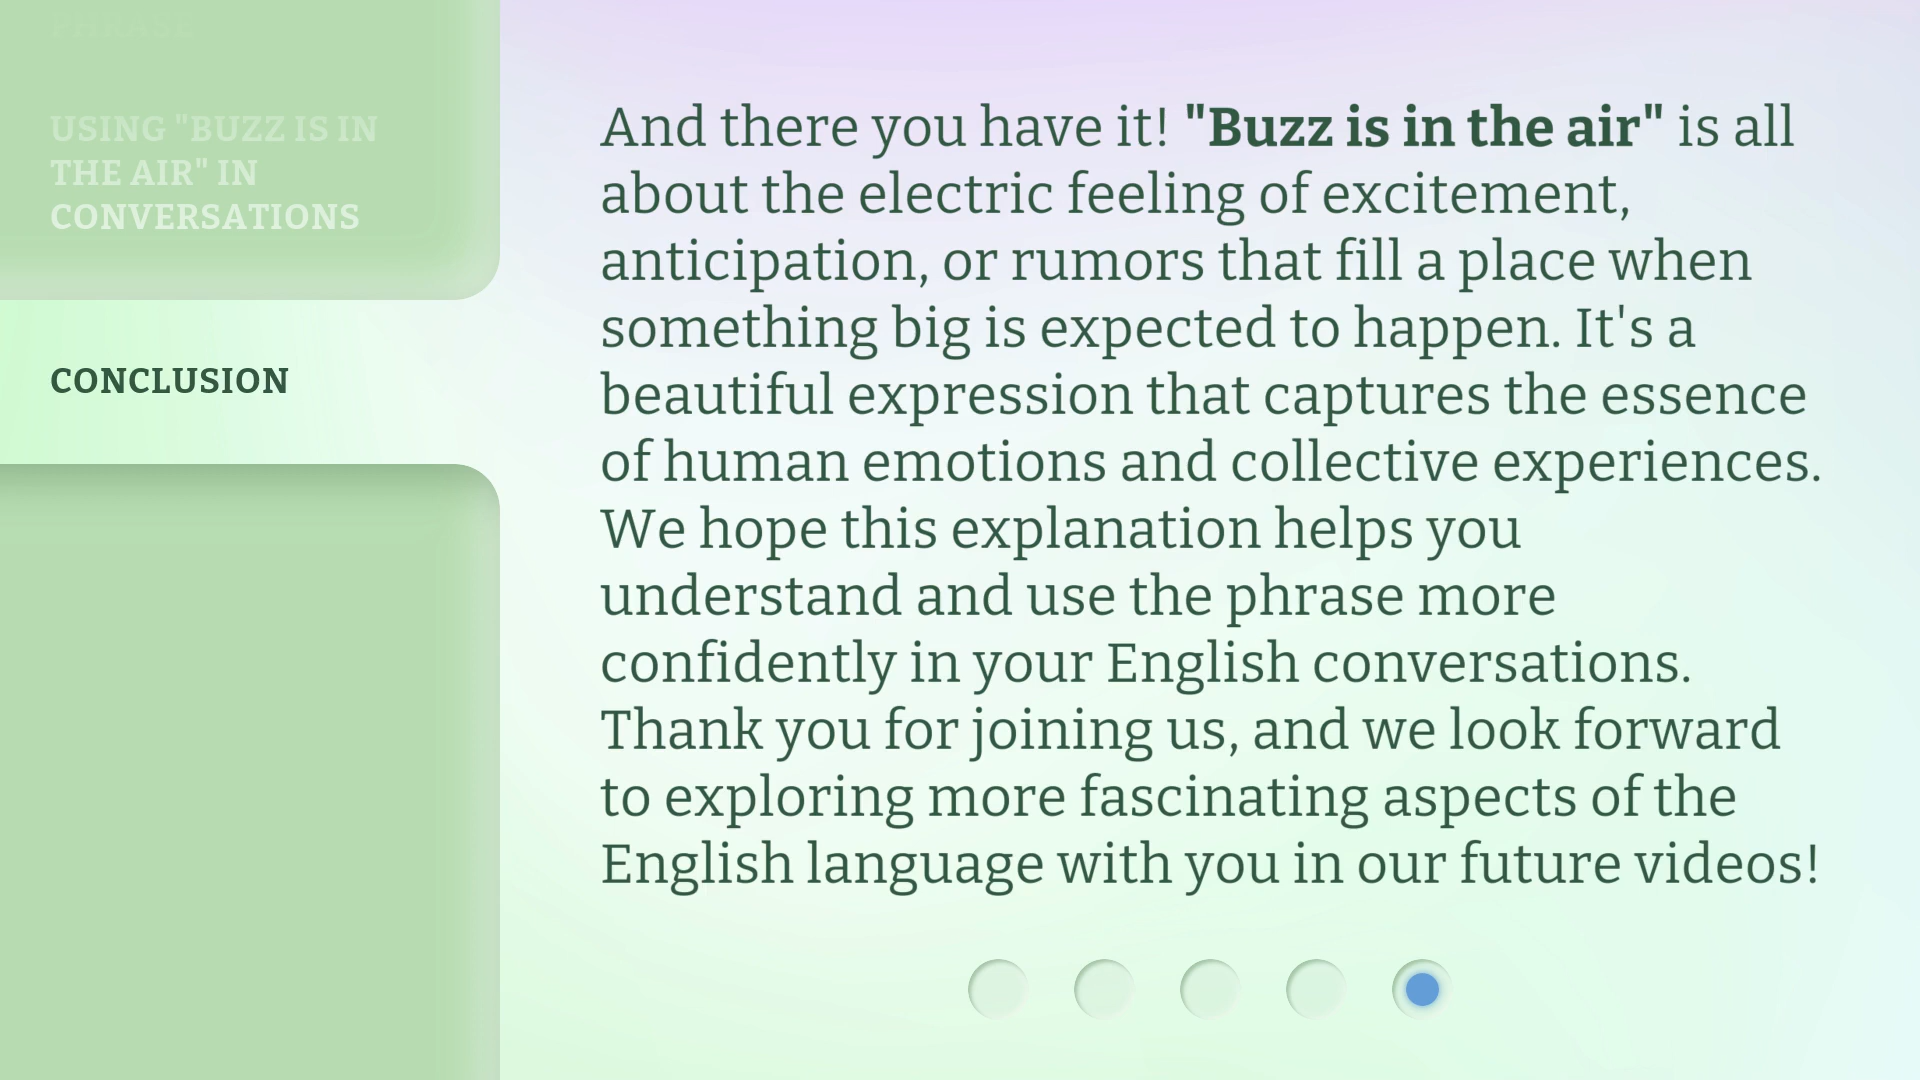 PHRASE
USING "BUZZ IS IN
THE AIR" IN
CONVERSATIONS
CONCLUSION
And there you have it! "Buzz is in the air" is all
about the electric feeling of excitement,
anticipation, or rumors that fill a place when
something big is expected to happen. It's a
beautiful expression that captures the essence
of human emotions and collective experiences.
We hope this explanation helps you
understand and use the phrase more
confidently in your English conversations.
Thank you for joining us, and we look forward
to exploring more fascinating aspects of the
English language with you in our future videos!